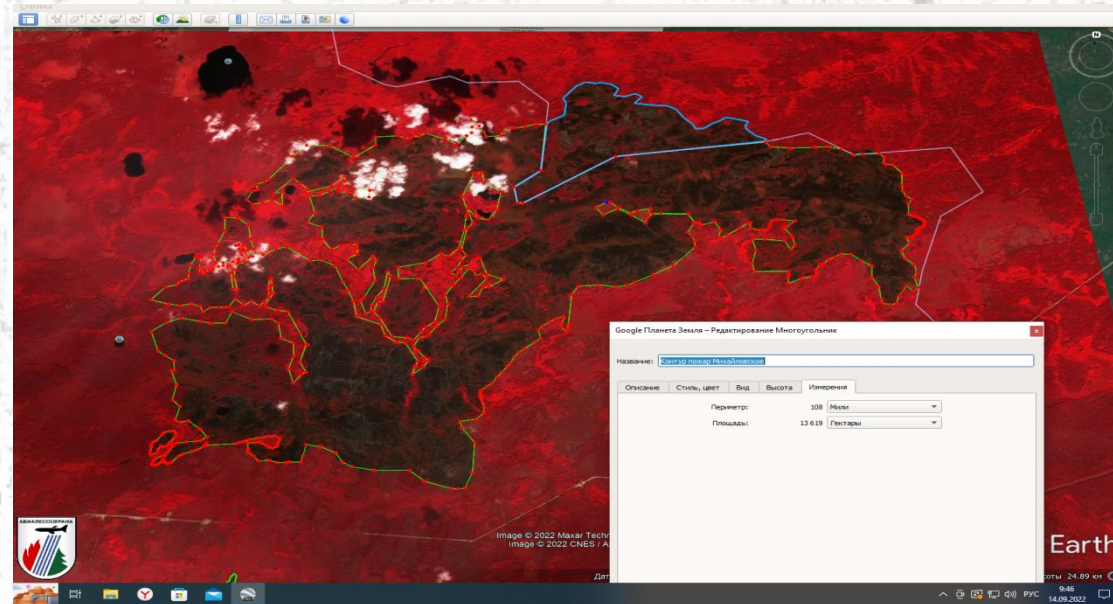 Справка
N
Google Планета Земля – Редактирование Многоугольник
Название: Контур пожар Михайловское
Описание Стиль, цвет Вид Высота Измерения
Периметр: 108 Мили
Площадь: 13 619 Гектары
АВИАЛЕСООХРАНА
Image © 2022 Maxar Techn
Image © 2022 CNES / A
Earth
Дат
соты 24.89 км
РУС
9:46
14.09.2022